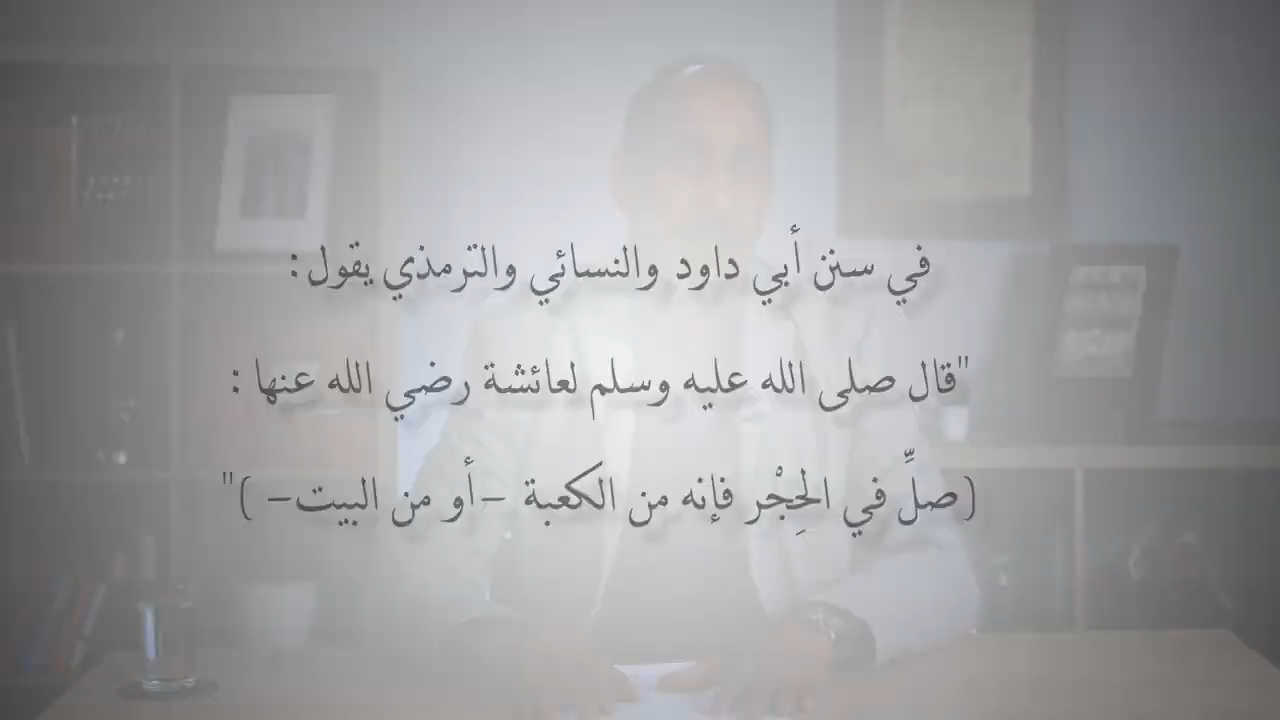 في سنن أبي داود والنسائي والترمذي يقول:
"قال صلى الله عليه وسلم لعائشة رضي الله عنها :
(صلِّ في الحِجْر فإنه من الكعبة -أو من البيت- )"